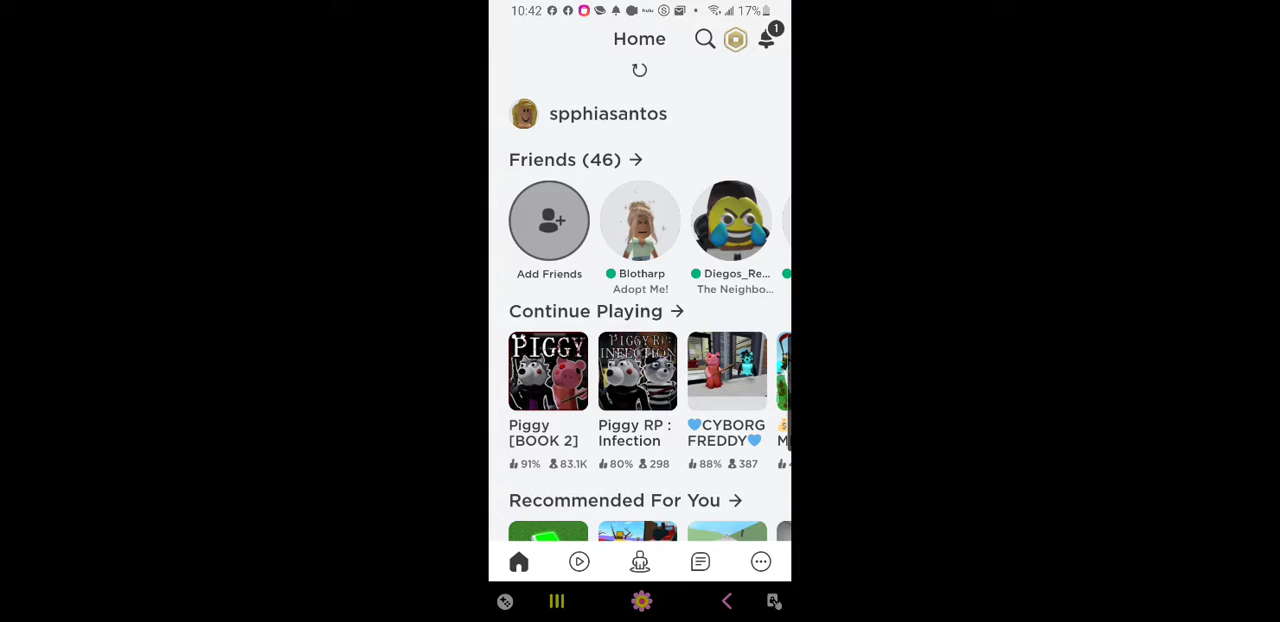 10:42
hulu
17%
Home
1
spphiasantos
Friends (46)
Add Friends
Blotharp
Adopt Me!
Diegos_Re...
The Neighbo...
Continue Playing
PIGGY
Piggy
[BOOK 2]
91% 83.1K
PIGGY RP:
INFECTION
Piggy RP :
Infection
80% 298
💙CYBORG
FREDDY💙
88% 387
💰
M
4
Recommended For You